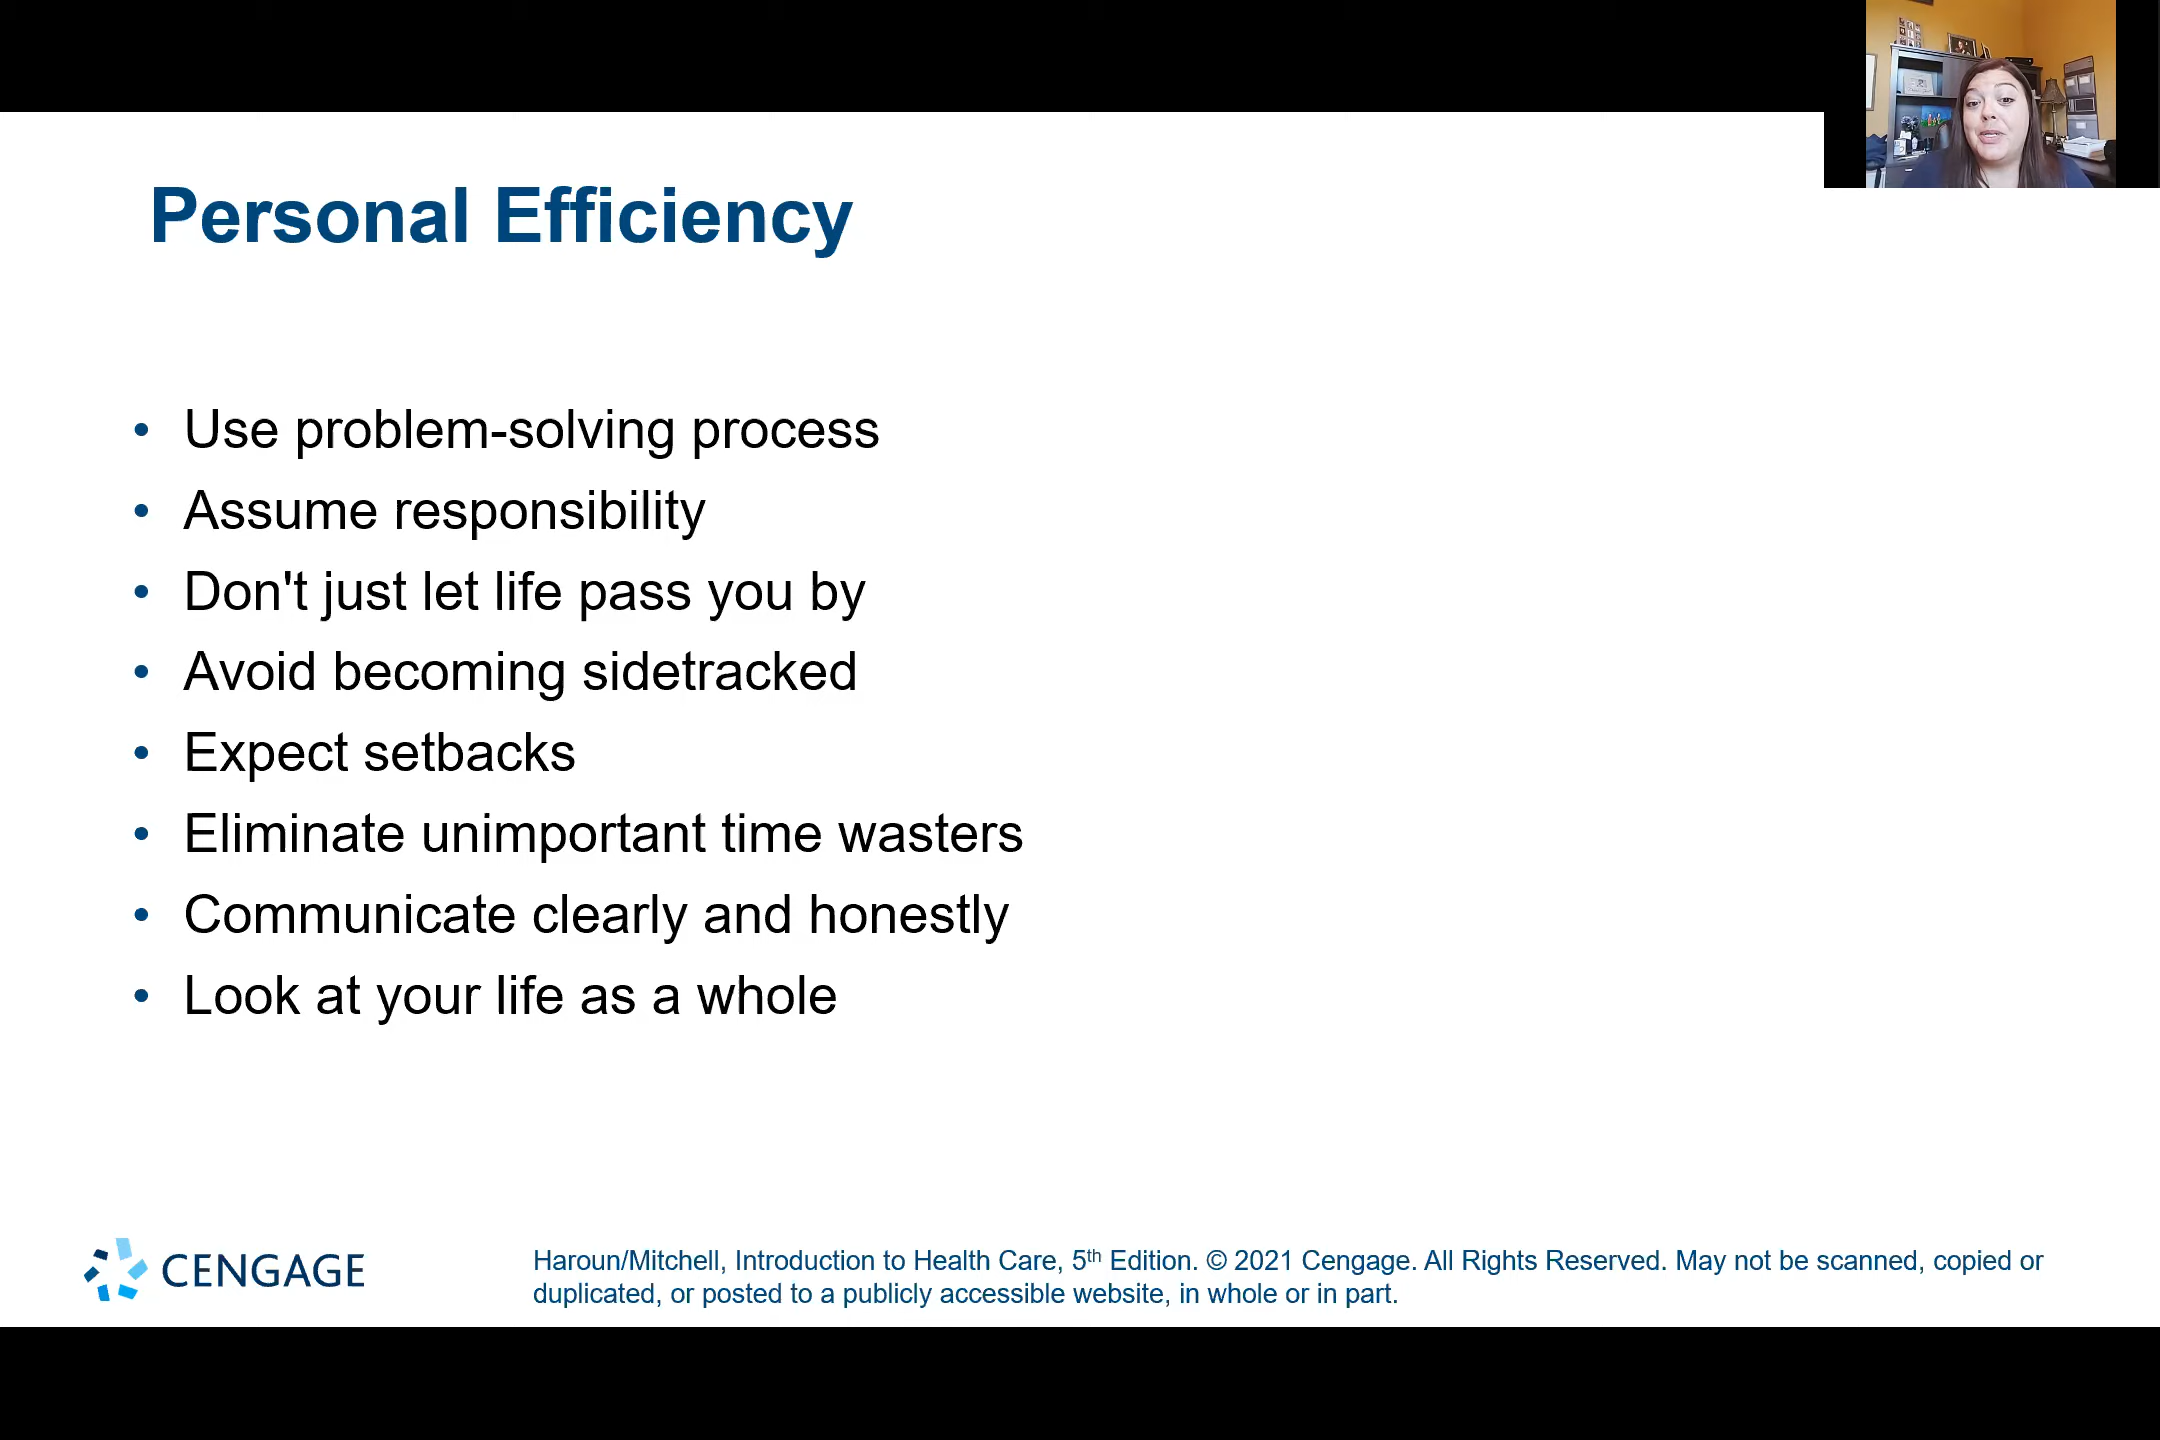 Personal Efficiency
• Use problem-solving process
• Assume responsibility
• Don't just let life pass you by
• Avoid becoming sidetracked
• Expect setbacks
• Eliminate unimportant time wasters
• Communicate clearly and honestly
• Look at your life as a whole
CENGAGE
Haroun/Mitchell, Introduction to Health Care, 5th Edition. © 2021 Cengage. All Rights Reserved. May not be scanned, copied or
duplicated, or posted to a publicly accessible website, in whole or in part.